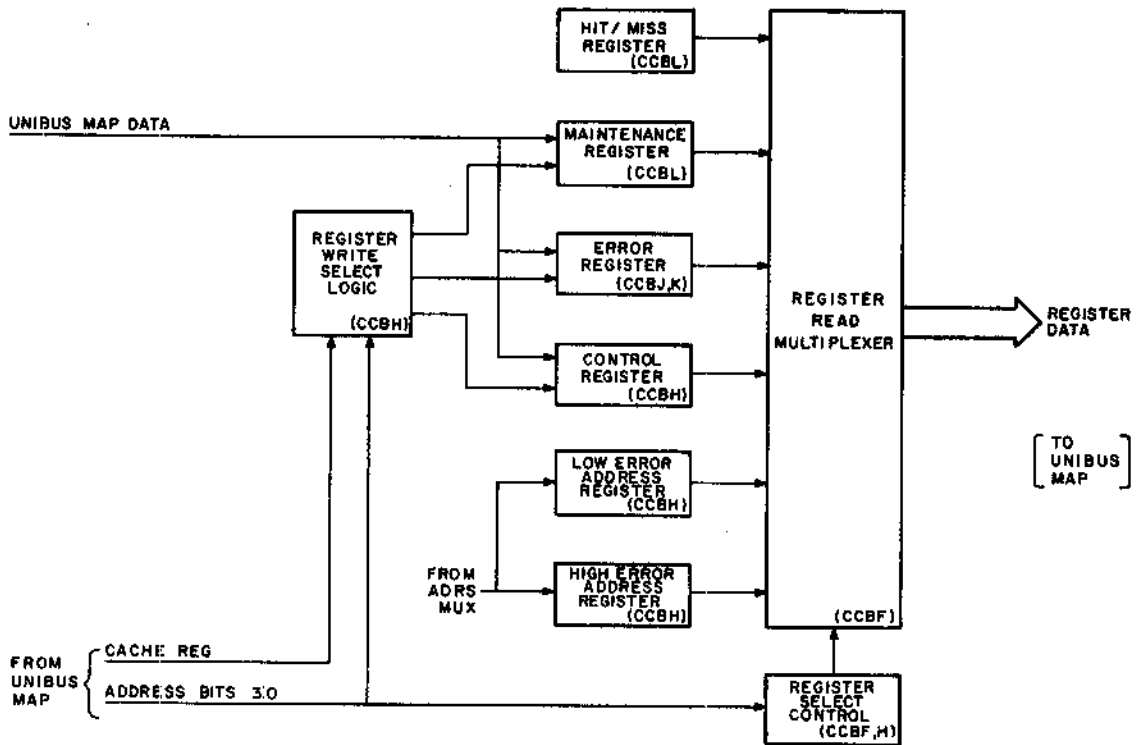 HIT / MISS
REGISTER
(CCBL)
UNIBUS MAP DATA
MAINTENANCE
REGISTER
(CCBL)
REGISTER
WRITE
SELECT
LOGIC
(CCBH)
ERROR
REGISTER
(CCBJ,K)
REGISTER
READ
MULTIPLEXER
REGISTER
DATA
CONTROL
REGISTER
(CCBH)
TO
UNIBUS
MAP
LOW ERROR
ADDRESS
REGISTER
(CCBH)
FROM
ADRS
MUX
HIGH ERROR
ADDRESS
REGISTER
(CCBH)
(CCBF)
FROM
UNIBUS
MAP
CACHE REG
ADDRESS BITS 3:0
REGISTER
SELECT
CONTROL
(CCBF,H)